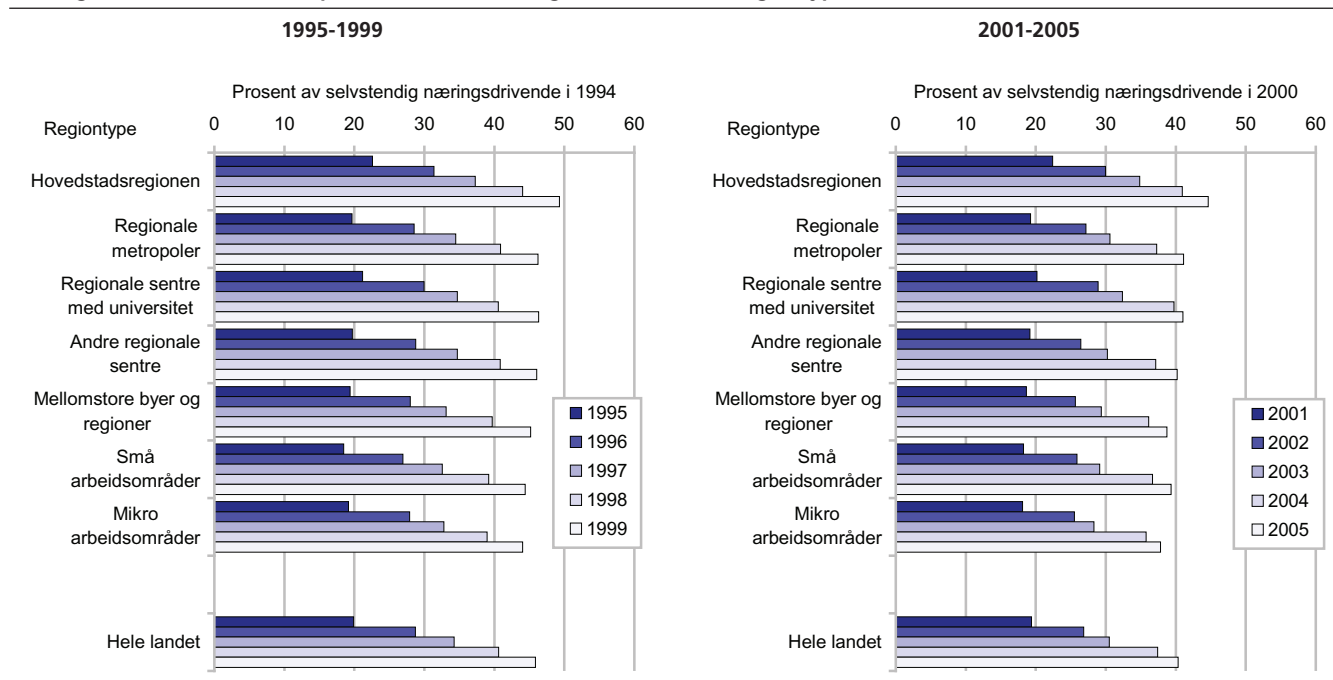 1995-1999
Prosent av selvstendig næringsdrivende i 1994
Regiontype
0 10 20 30 40 50 60
Hovedstadsregionen
Regionale
metropoler
Regionale sentre
med universitet
Andre regionale
sentre
Mellomstore byer og
regioner
Små
arbeidsområder
Mikro
arbeidsområder
Hele landet
1995
1996
1997
1998
1999
2001-2005
Prosent av selvstendig næringsdrivende i 2000
Regiontype
0 10 20 30 40 50 60
Hovedstadsregionen
Regionale
metropoler
Regionale sentre
med universitet
Andre regionale
sentre
Mellomstore byer og
regioner
Små
arbeidsområder
Mikro
arbeidsområder
Hele landet
2001
2002
2003
2004
2005